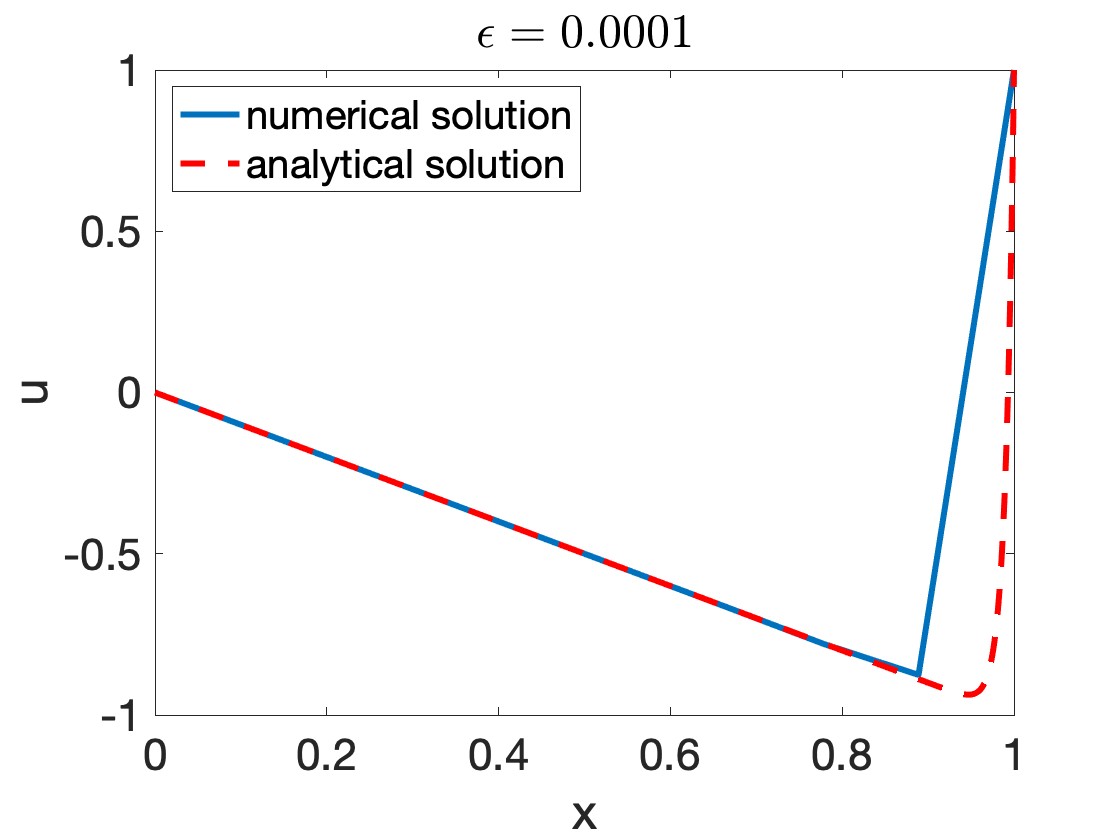 ϵ = 0.0001
numerical solution
analytical solution
1
0.5
0
-0.5
-1
u
0 0.2 0.4 0.6 0.8 1
x